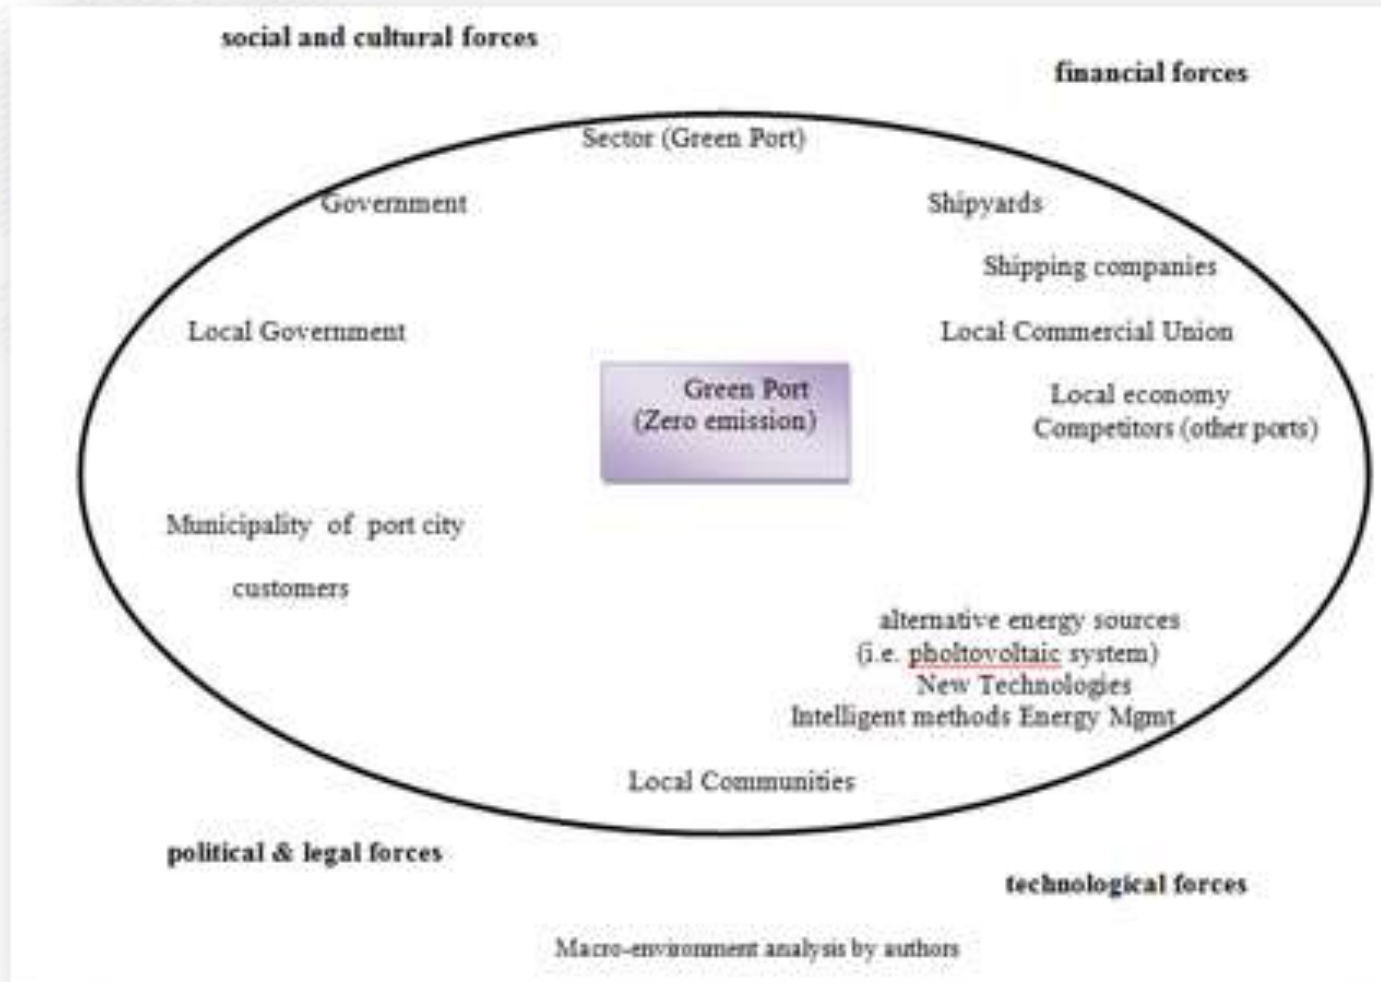 social and cultural forces
financial forces
Sector (Green Port)
Government
Shipyards
Shipping companies
Local Government
Local Commercial Union
Green Port
(Zero emission)
Local economy
Competitors (other ports)
Municipality of port city
customers
alternative energy sources
(i.e. pholtovoltaic system)
New Technologies
Intelligent methods Energy Mgmt
Local Communities
political & legal forces
technological forces
Macro-environment analysis by authors